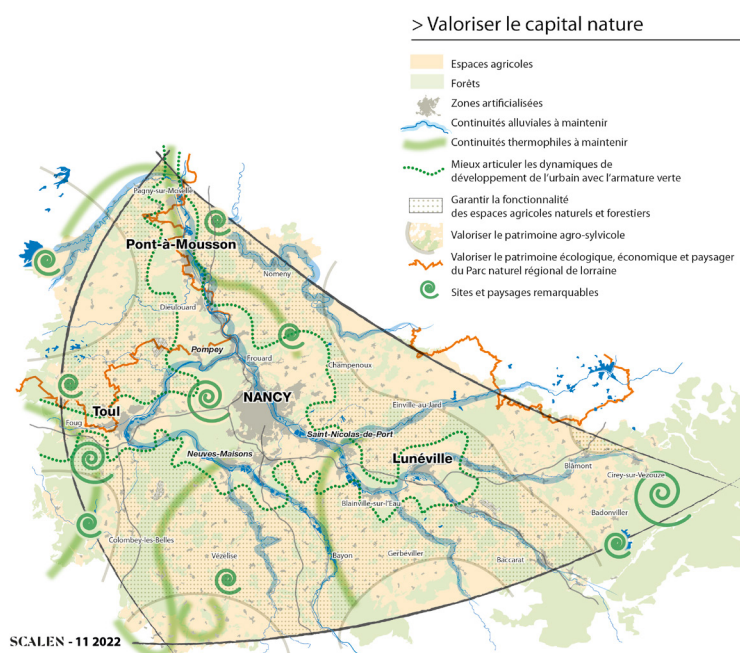 > Valoriser le capital nature
Espaces agricoles
Forêts
Zones artificialisées
Continuités alluviales à maintenir
Continuités thermophiles à maintenir
Mieux articuler les dynamiques de
développement de l'urbain avec l'armature verte
Garantir la fonctionnalité
des espaces agricoles naturels et forestiers
Valoriser le patrimoine agro-sylvicole
Valoriser le patrimoine écologique, économique et paysager
du Parc naturel régional de lorraine
Sites et paysages remarquables
Pagny-sur-Moselle
Pont-à-Mousson
Nomeny
Dieulouard
Pompey
Frouard
Champenoux
NANCY
Einville-au-Jard
Toul
Foug
Saint-Nicolas-de-Port
Neuves-Maisons
Lunéville
Blâmont
Cirey-sur-Vezouze
Blainville-sur-l'Eau
Badonviller
Colombey-les-Belles
Vézelise
Bayon
Gerbéviller
Baccarat
SCALEN - 11 2022